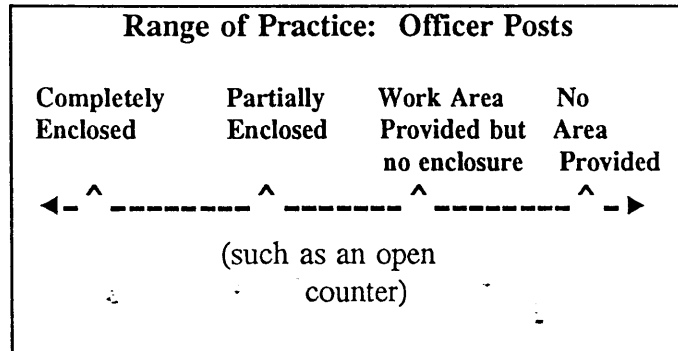 Range of Practice: Officer Posts
Completely Partially Work Area No
Enclosed Enclosed Provided but Area
no enclosure Provided
(such as an open
counter)